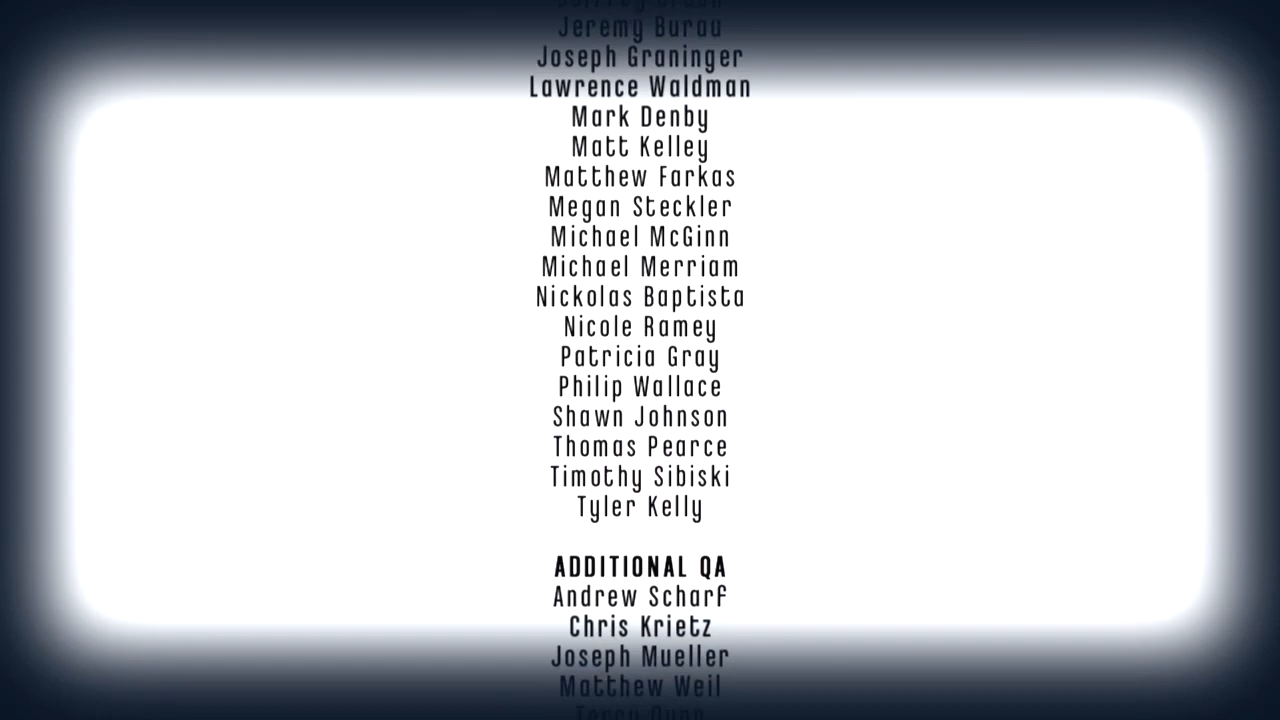 Jeremy Burau
Joseph Graninger
Lawrence Waldman
Mark Denby
Matt Kelley
Matthew Farkas
Megan Steckler
Michael McGinn
Michael Merriam
Nickolas Baptista
Nicole Ramey
Patricia Gray
Philip Wallace
Shawn Johnson
Thomas Pearce
Timothy Sibiski
Tyler Kelly
ADDITIONAL QA
Andrew Scharf
Chris Krietz
Joseph Mueller
Matthew Weil